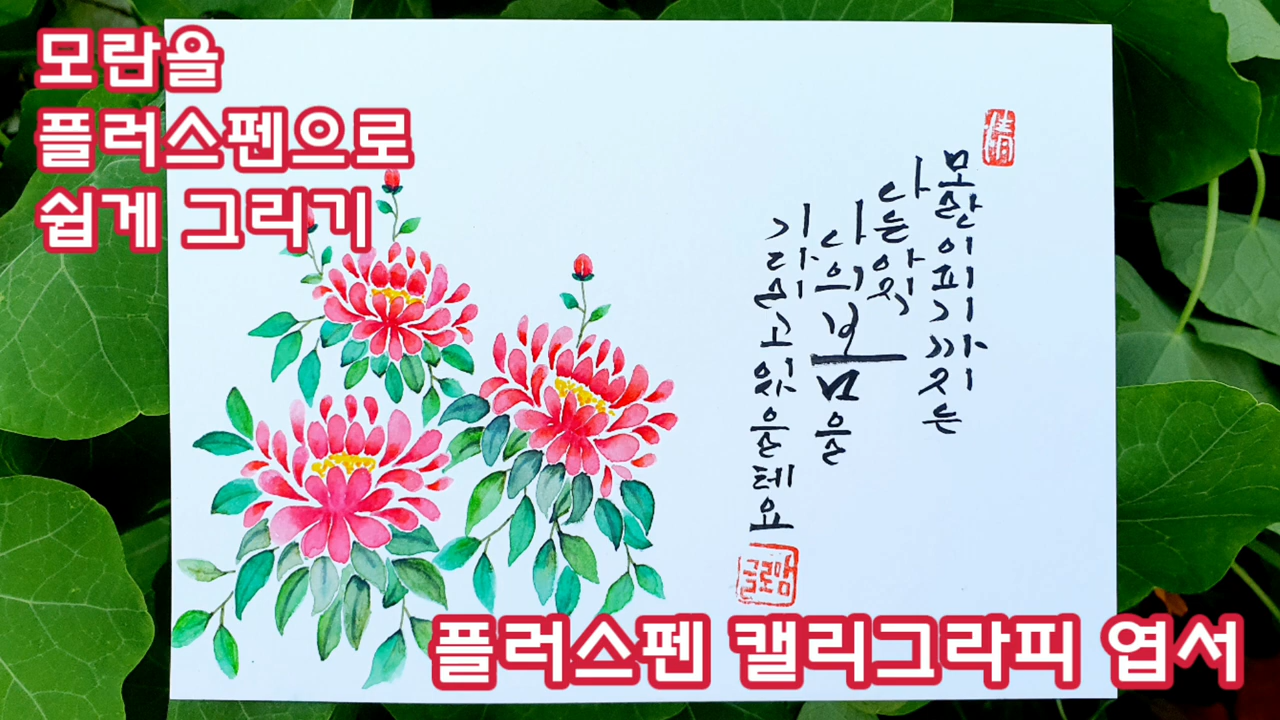 모람을
플러스펜으로
쉽게 그리기
모란이피기까지는
나는아직
나의봄을
기다리고있을테요
플러스펜 캘리그라피 엽서